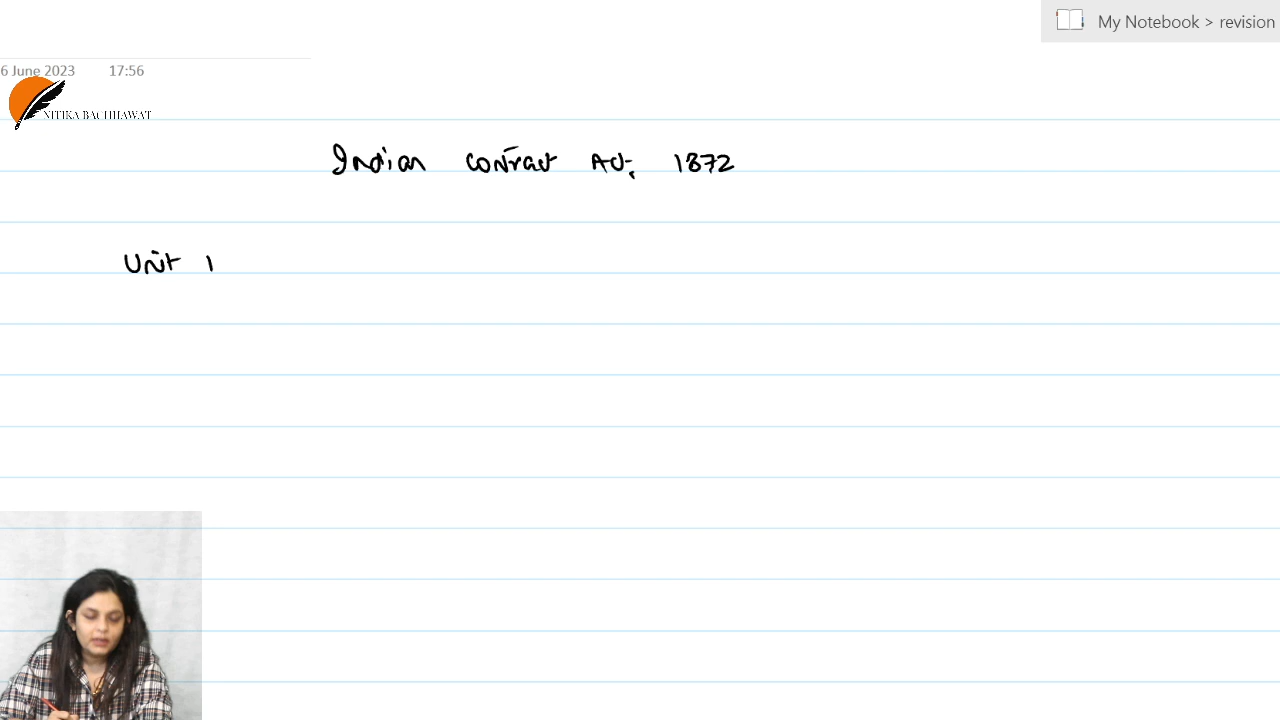 My Notebook > revision
6 June 2023 17:56
NITIKA BACHHAWAT
Indian Contract Act, 1872
Unit 1